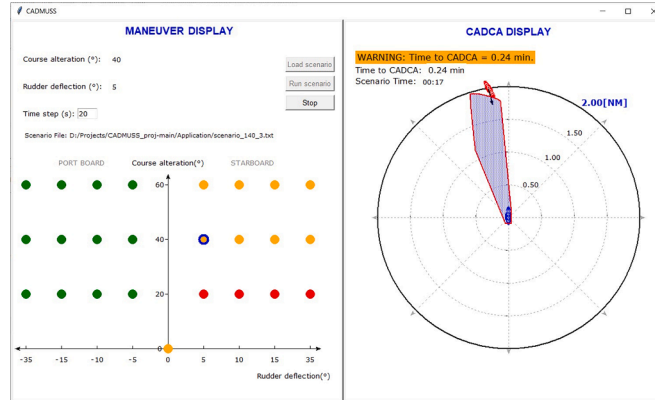 CADMUSS
MANEUVER DISPLAY
Course alteration (°): 40
Load scenario
Rudder deflection (°): 5
Run scenario
Time step (s): 20
Stop
Scenario File: D:/Projects/CADMUSS_proj-main/Application/scenario_140_3.txt
PORT BOARD
Course alteration(°)
STARBOARD
60
40
20
0
-35 -15 -10 -5 0 5 10 15 35
Rudder deflection(°)
CADCA DISPLAY
WARNING: Time to CADCA = 0.24 min.
Time to CADCA: 0.24 min
Scenario Time: 00:17
2.00[NM]
1.50
1.00
0.50